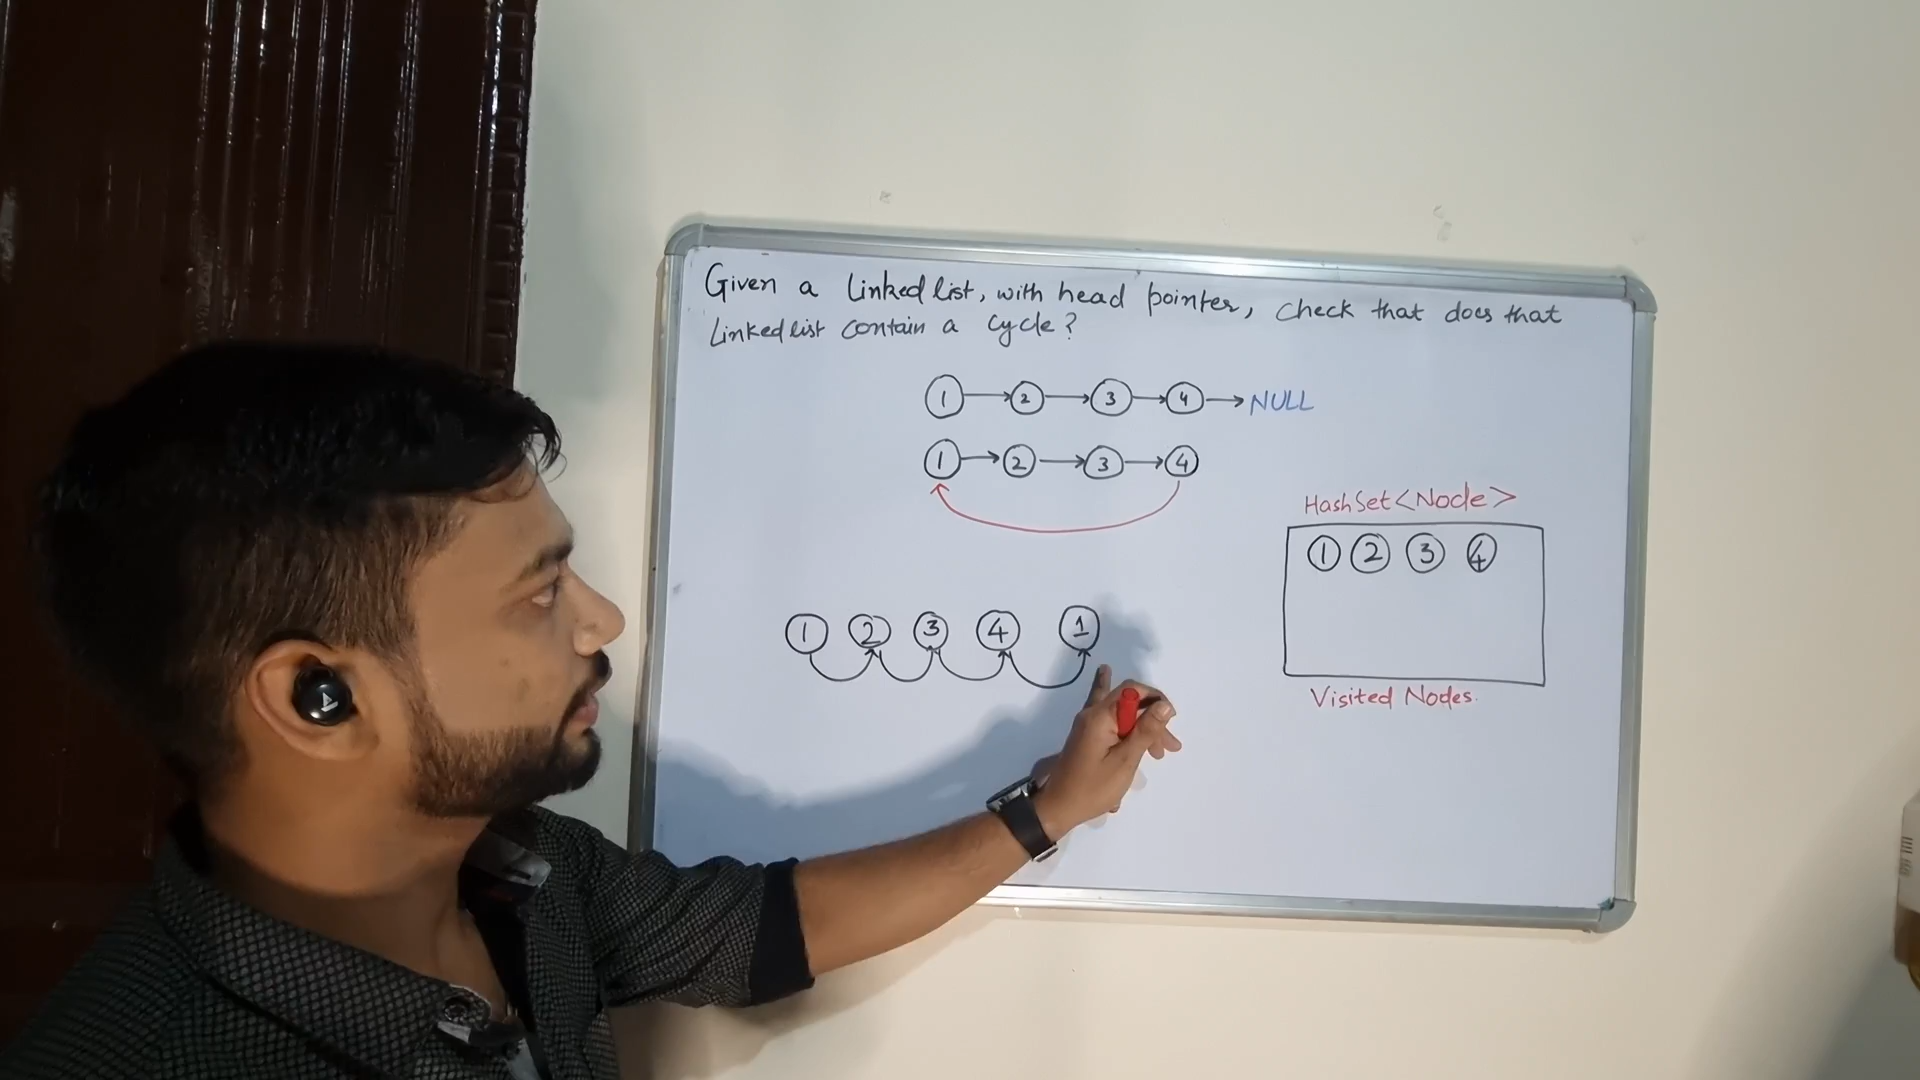 Given a Linked list, with head pointer, check that does that
Linked list contain a cycle?
1 2 3 4 NULL
1 2 3 4
HashSet<Node>
1 2 3 4
1 2 3 4 1
Visited Nodes.